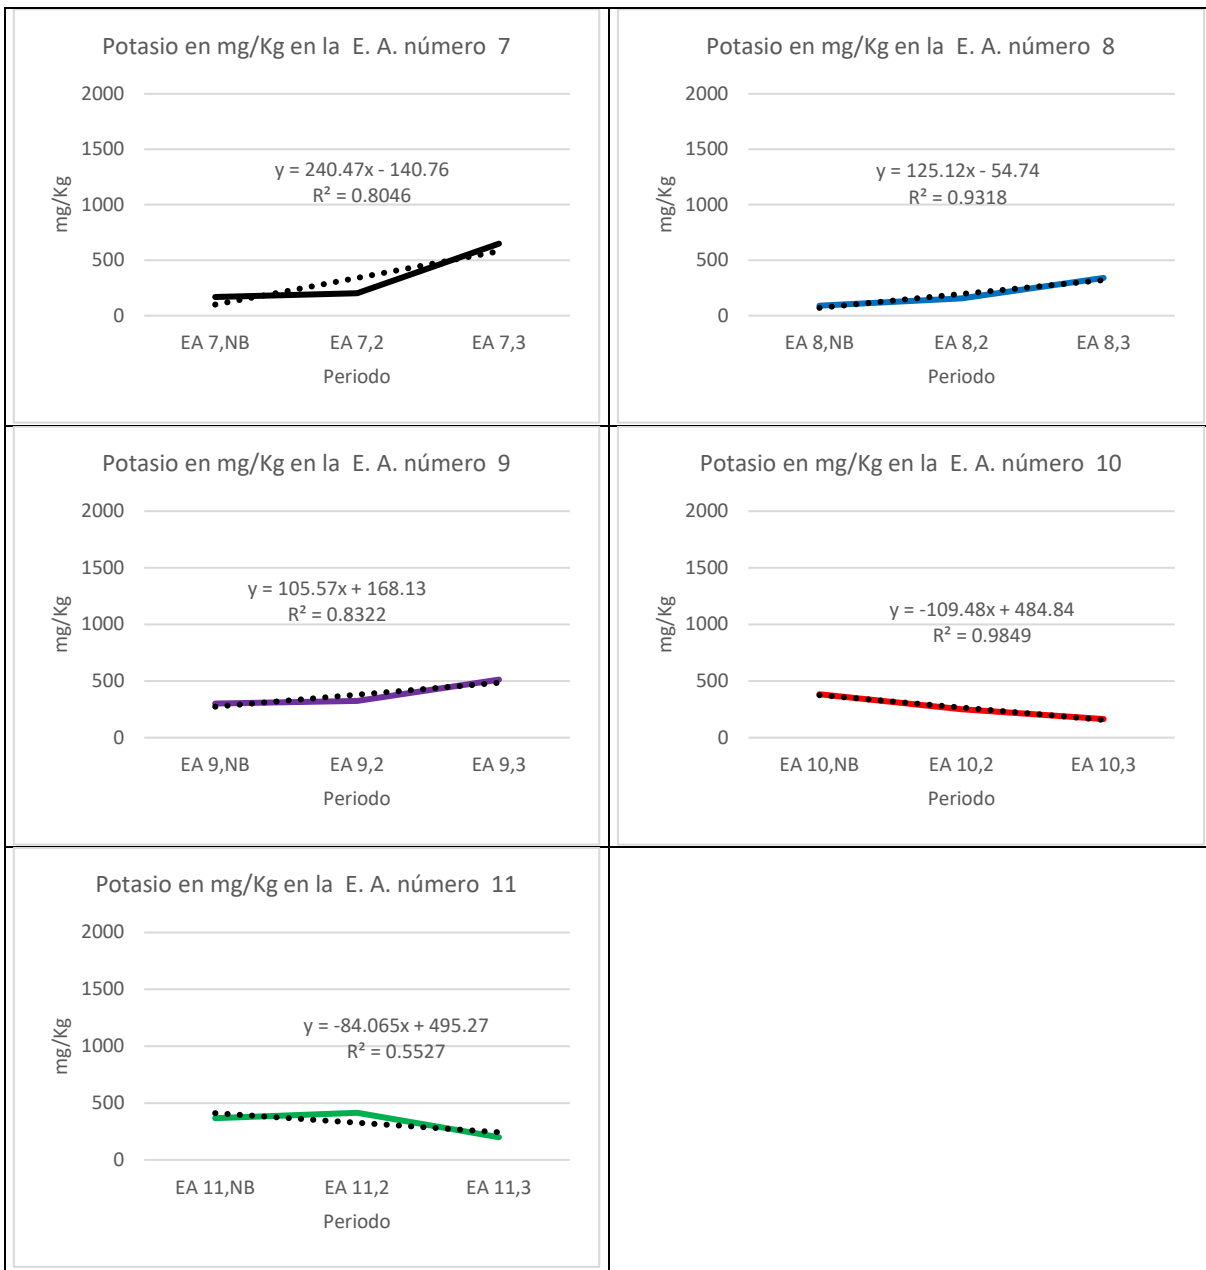 Potasio en mg/Kg en la E. A. número 7
2000
1500
1000
500
0
mg/Kg
y = 240.47x - 140.76
R² = 0.8046
EA 7,NB EA 7,2 EA 7,3
Periodo
Potasio en mg/Kg en la E. A. número 8
2000
1500
1000
500
0
mg/Kg
y = 125.12x - 54.74
R² = 0.9318
EA 8,NB EA 8,2 EA 8,3
Periodo
Potasio en mg/Kg en la E. A. número 9
2000
1500
1000
500
0
mg/Kg
y = 105.57x + 168.13
R² = 0.8322
EA 9,NB EA 9,2 EA 9,3
Periodo
Potasio en mg/Kg en la E. A. número 10
2000
1500
1000
500
0
mg/Kg
y = -109.48x + 484.84
R² = 0.9849
EA 10,NB EA 10,2 EA 10,3
Periodo
Potasio en mg/Kg en la E. A. número 11
2000
1500
1000
500
0
mg/Kg
y = -84.065x + 495.27
R² = 0.5527
EA 11,NB EA 11,2 EA 11,3
Periodo